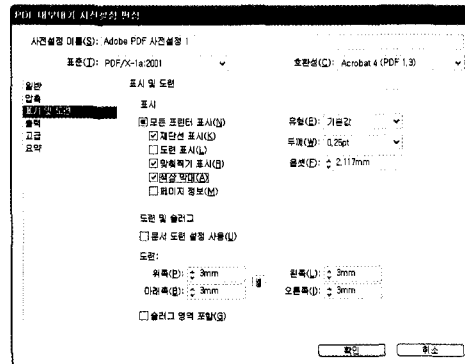 PDF 내보내기 사전설정 편집
사전설정 이름(S): Adobe PDF 사전설정 1
표준(T): PDF/X-1a:2001
호환성(C): Acrobat 4 (PDF 1,3)
일반
압축
표기 및 도련
출력
고급
요약
표시 및 도련
표시
모든 프린터 표시(N)
재단선 표시(K)
도련 표시(L)
맞춰찍기 표시(R)
색상 막대(A)
페이지 정보(M)
유형(E): 기본값
두께(W): 0,25pt
옵셋(F): 2,117mm
도련 및 슬러그
문서 도련 설정 사용(U)
도련:
위쪽(P): 3mm
왼쪽(L): 3mm
아래쪽(B): 3mm
오른쪽(I): 3mm
슬러그 영역 포함(G)
확인
취소